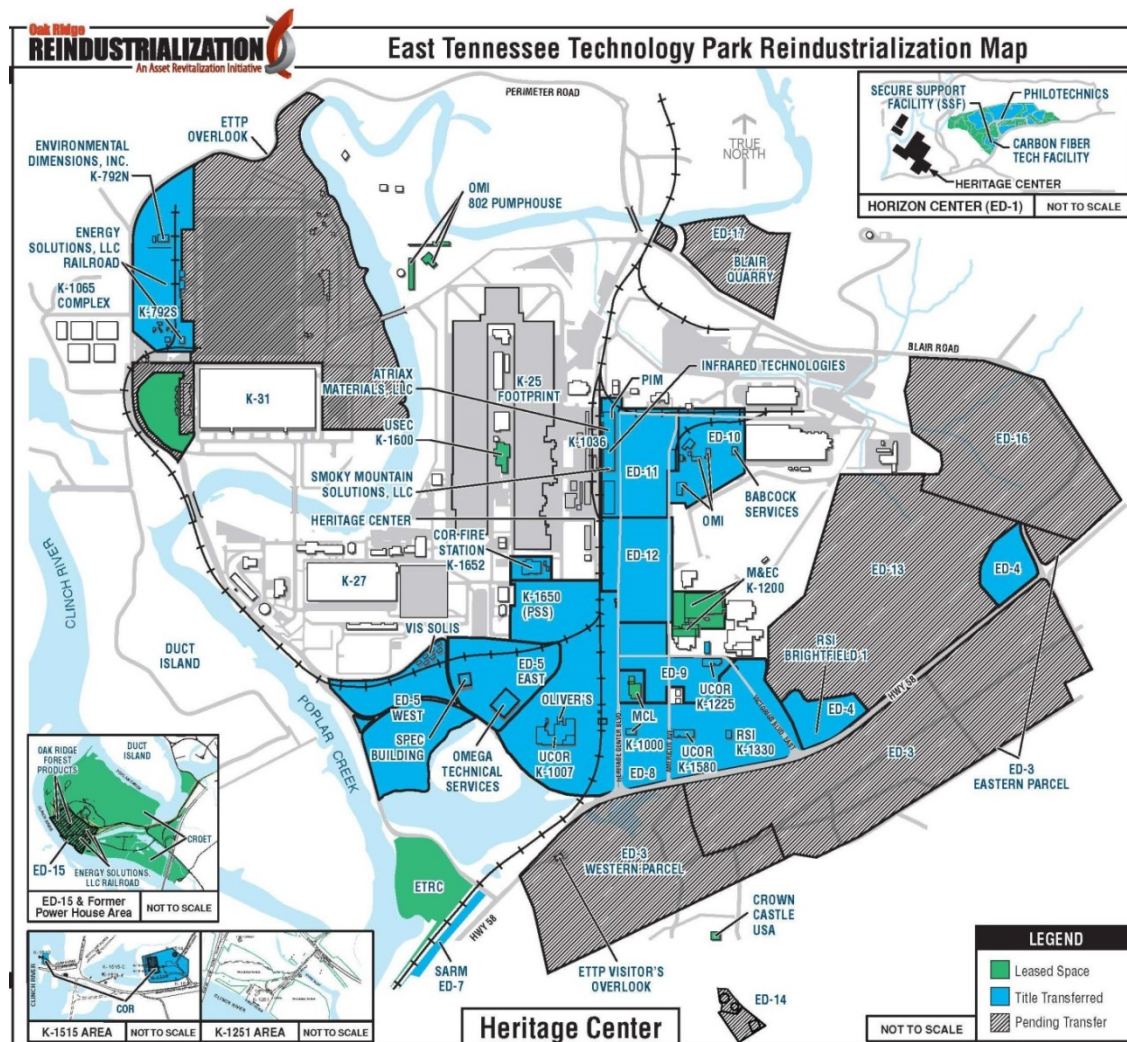 Oak Ridge
REINDUSTRIALIZATION
An Asset Revitalization Initiative
East Tennessee Technology Park Reindustrialization Map
PERIMETER ROAD
ETTP
OVERLOOK
ENVIRONMENTAL
DIMENSIONS, INC.
K-792N
ENERGY
SOLUTIONS, LLC
RAILROAD
K-1065
COMPLEX
K-792S
OMI
802 PUMPHOUSE
TRUE
NORTH
SECURE SUPPORT
FACILITY (SSF)
PHILOTECHNICS
CARBON FIBER
TECH FACILITY
HERITAGE CENTER
HORIZON CENTER (ED-1)
NOT TO SCALE
ED-17
BLAIR
QUARRY
BLAIR ROAD
INFRARED TECHNOLOGIES
ATRIAX
MATERIALS, LLC
PIM
K-25
FOOTPRINT
K-31
USEC
K-1600
K-1036
ED-10
ED-16
ED-11
SMOKY MOUNTAIN
SOLUTIONS, LLC
BABCOCK
SERVICES
OMI
HERITAGE CENTER
COR-FIRE
STATION
K-1652
ED-12
ED-13
ED-4
K-27
M&EC
K-1200
K-1650
(PSS)
CLINCH RIVER
DUCT
ISLAND
VIS SOLIS
RSI
BRIGHTFIELD 1
HWY 58
ED-5
EAST
ED-9
UCOR
K-1225
ED-5
WEST
OLIVER'S
MCL
ED-4
SPEC
BUILDING
OMEGA
TECHNICAL
SERVICES
UCOR
K-1007
HERITAGE CENTER BLVD
K-1000
ED-8
UCOR
K-1580
RSI
K-1330
ED-3
ED-3
EASTERN PARCEL
POPLAR CREEK
OAK RIDGE
FOREST
PRODUCTS
DUCT
ISLAND
CROET
ED-15
ENERGY SOLUTIONS,
LLC RAILROAD
ED-15 & Former
Power House Area
NOT TO SCALE
ED-3
WESTERN PARCEL
ETRC
HWY 58
CROWN
CASTLE
USA
SARM
ED-7
ETTP VISITOR'S
OVERLOOK
ED-14
CLINCH RIVER
COR
K-1515 AREA
NOT TO SCALE
CLINCH RIVER
K-1251 AREA
NOT TO SCALE
Heritage Center
NOT TO SCALE
LEGEND
Leased Space
Title Transferred
Pending Transfer